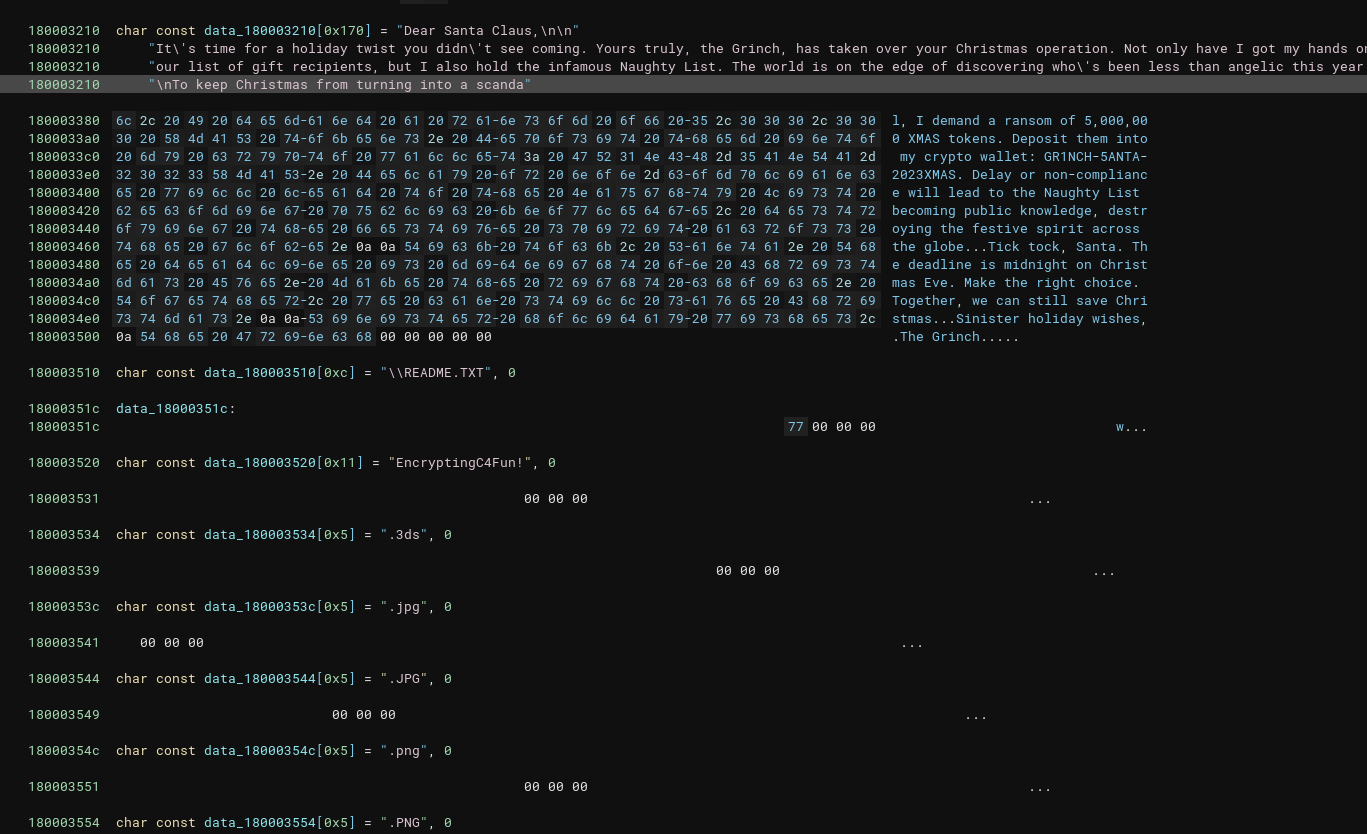 180003210  char const data_180003210[0x170] = "Dear Santa Claus,\n\n"
180003210      "It\'s time for a holiday twist you didn\'t see coming. Yours truly, the Grinch, has taken over your Christmas operation. Not only have I got my hands
180003210      "our list of gift recipients, but I also hold the infamous Naughty List. The world is on the edge of discovering who\'s been less than angelic this year
180003210      "\nTo keep Christmas from turning into a scanda"
180003380  6c 2c 20 49 20 64 65 6d-61 6e 64 20 61 20 72 61-6e 73 6f 6d 20 6f 66 20-35 2c 30 30 30 2c 30 30  l, I demand a ransom of 5,000,00
1800033a0  30 20 58 4d 41 53 20 74-6f 6b 65 6e 73 2e 20 44-65 70 6f 73 69 74 20 74-68 65 6d 20 69 6e 74 6f  0 XMAS tokens. Deposit them into
1800033c0  20 6d 79 20 63 72 79 70-74 6f 20 77 61 6c 6c 65-74 3a 20 47 52 31 4e 43-48 2d 35 41 4e 54 41 2d   my crypto wallet: GR1NCH-5ANTA-
1800033e0  32 30 32 33 58 4d 41 53-2e 20 44 65 6c 61 79 20-6f 72 20 6e 6f 6e 2d 63-6f 6d 70 6c 69 61 6e 63  2023XMAS. Delay or non-complianc
180003400  65 20 77 69 6c 6c 20 6c-65 61 64 20 74 6f 20 74-68 65 20 4e 61 75 67 68-74 79 20 4c 69 73 74 20  e will lead to the Naughty List
180003420  62 65 63 6f 6d 69 6e 67-20 70 75 62 6c 69 63 20-6b 6e 6f 77 6c 65 64 67-65 2c 20 64 65 73 74 72  becoming public knowledge, destr
180003440  6f 79 69 6e 67 20 74 68-65 20 66 65 73 74 69 76-65 20 73 70 69 72 69 74-20 61 63 72 6f 73 73 20  oying the festive spirit across
180003460  74 68 65 20 67 6c 6f 62-65 2e 0a 0a 54 69 63 6b-20 74 6f 63 6b 2c 20 53-61 6e 74 61 2e 20 54 68  the globe...Tick tock, Santa. Th
180003480  65 20 64 65 61 64 6c 69-6e 65 20 69 73 20 6d 69-64 6e 69 67 68 74 20 6f-6e 20 43 68 72 69 73 74  e deadline is midnight on Christ
1800034a0  6d 61 73 20 45 76 65 2e-20 4d 61 6b 65 20 74 68-65 20 72 69 67 68 74 20-63 68 6f 69 63 65 2e 20  mas Eve. Make the right choice.
1800034c0  54 6f 67 65 74 68 65 72-2c 20 77 65 20 63 61 6e-20 73 74 69 6c 6c 20 73-61 76 65 20 43 68 72 69  Together, we can still save Chri
1800034e0  73 74 6d 61 73 2e 0a 0a-53 69 6e 69 73 74 65 72-20 68 6f 6c 69 64 61 79-20 77 69 73 68 65 73 2c  stmas...Sinister holiday wishes,
180003500  0a 54 68 65 20 47 72 69-6e 63 68 00 00 00 00 00  .The Grinch.....
180003510  char const data_180003510[0xc] = "\\README.TXT", 0
18000351c  data_18000351c:
18000351c  77 00 00 00  w...
180003520  char const data_180003520[0x11] = "EncryptingC4Fun!", 0
180003531  00 00 00  ...
180003534  char const data_180003534[0x5] = ".3ds", 0
180003539  00 00 00  ...
18000353c  char const data_18000353c[0x5] = ".jpg", 0
180003541  00 00 00  ...
180003544  char const data_180003544[0x5] = ".JPG", 0
180003549  00 00 00  ...
18000354c  char const data_18000354c[0x5] = ".png", 0
180003551  00 00 00  ...
180003554  char const data_180003554[0x5] = ".PNG", 0